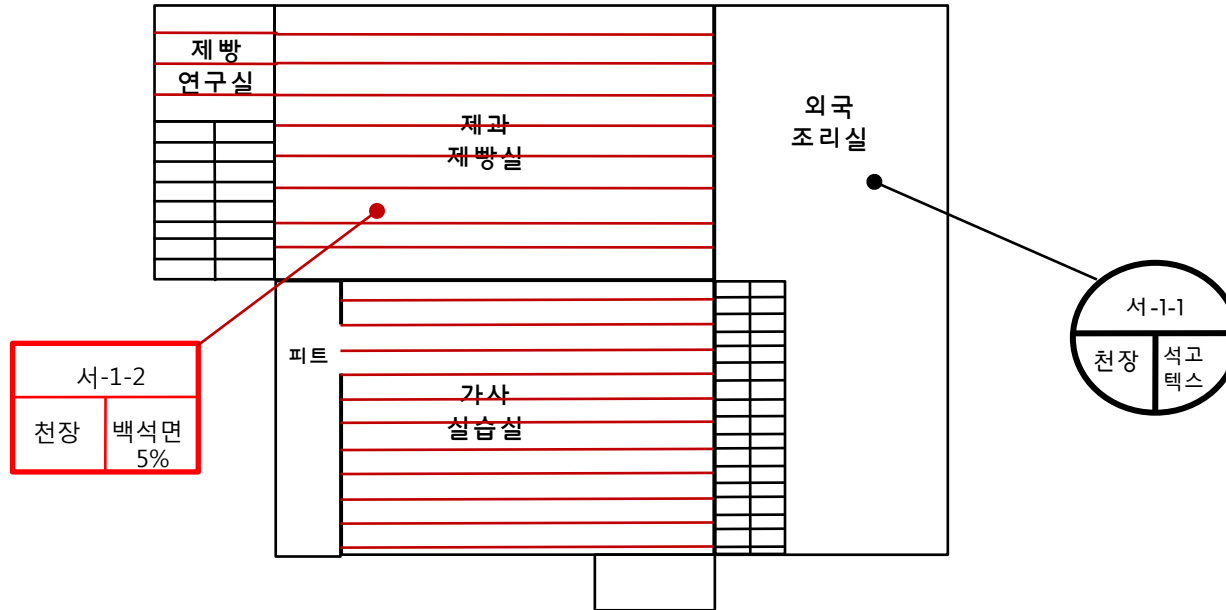 제빵
연구실
제과
제빵실
외국
조리실
서-1-1
천장
석고
텍스
피트
서-1-2
천장
백석면
5%
가사
실습실